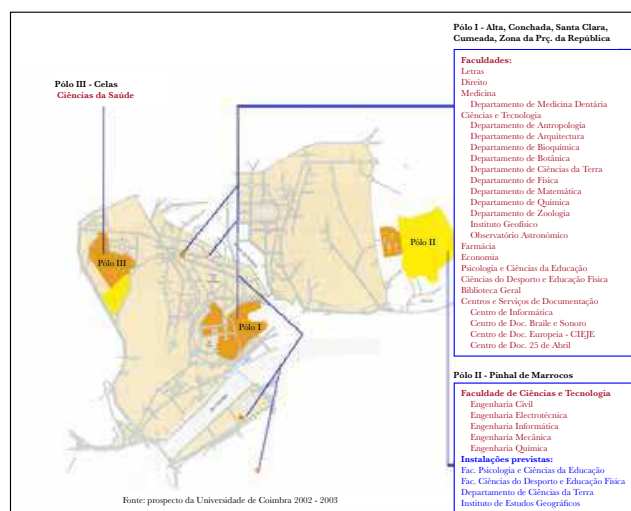 Pólo I - Alta, Conchada, Santa Clara,
Cumeada, Zona da Prç. da República
Faculdades:
Letras
Direito
Medicina
Departamento de Medicina Dentária
Ciências e Tecnologia
Departamento de Antropologia
Departamento de Arquitectura
Departamento de Bioquímica
Departamento de Botânica
Departamento de Ciências da Terra
Departamento de Física
Departamento de Matemática
Departamento de Química
Departamento de Zoologia
Instituto Geofísico
Observatório Astronómico
Farmácia
Economia
Psicologia e Ciências da Educação
Ciências do Desporto e Educação Física
Biblioteca Geral
Centros e Serviços de Documentação
Centro de Informática
Centro de Doc. Braile e Sonoro
Centro de Doc. Europeia - CIEJE
Centro de Doc. 25 de Abril
Pólo III - Celas
Ciências da Saúde
Pólo II
Pólo III
Pólo I
Pólo II - Pinhal de Marrocos
Faculdade de Ciências e Tecnologia
Engenharia Civil
Engenharia Electrotécnica
Engenharia Informática
Engenharia Mecânica
Engenharia Química
Instalações previstas:
Fac. Psicologia e Ciências da Educação
Fac. Ciências do Desporto e Educação Física
Departamento de Ciências da Terra
Instituto de Estudos Geográficos
Fonte: prospecto da Universidade de Coimbra 2002 - 2003